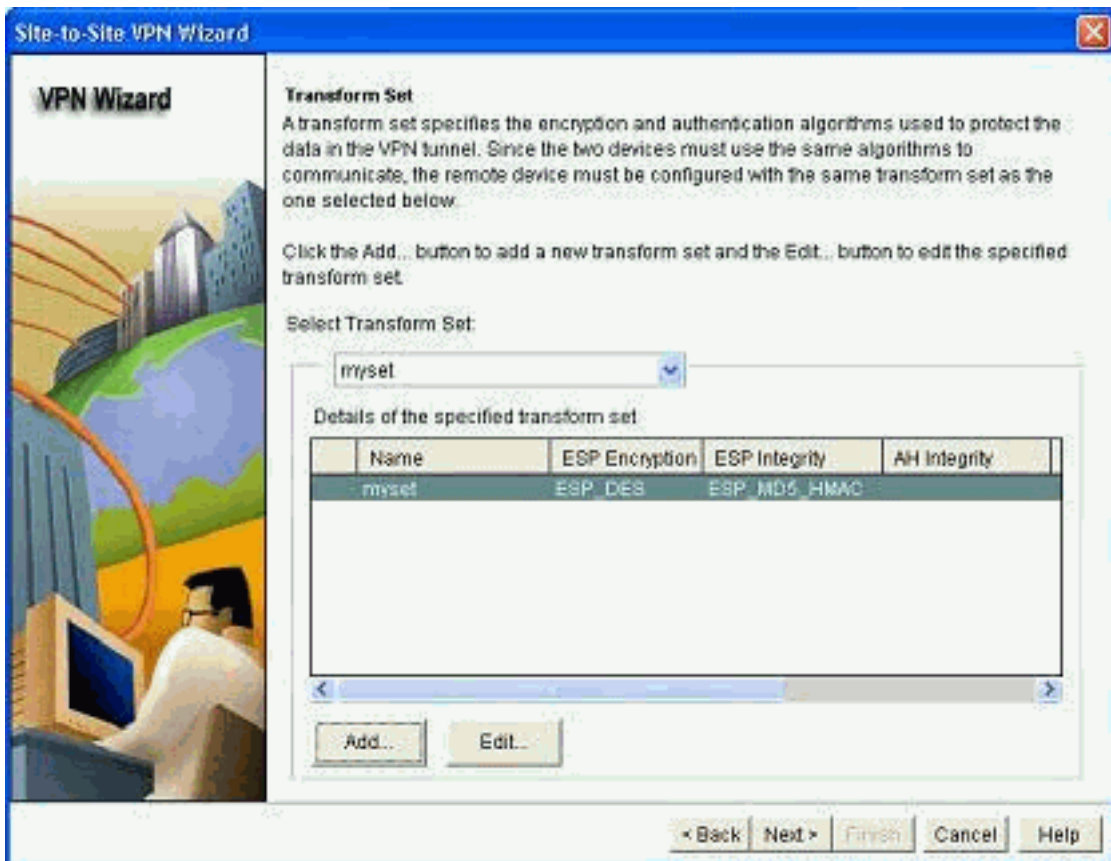 Site-to-Site VPN Wizard
VPN Wizard
Transform Set
A transform set specifies the encryption and authentication algorithms used to protect the
data in the VPN tunnel. Since the two devices must use the same algorithms to
communicate, the remote device must be configured with the same transform set as the
one selected below.
Click the Add... button to add a new transform set and the Edit... button to edit the specified
transform set.
Select Transform Set:
myset
Details of the specified transform set
Name ESP Encryption ESP Integrity AH Integrity
myset ESP_DES ESP_MD5_HMAC
Add... Edit...
< Back Next > Finish Cancel Help